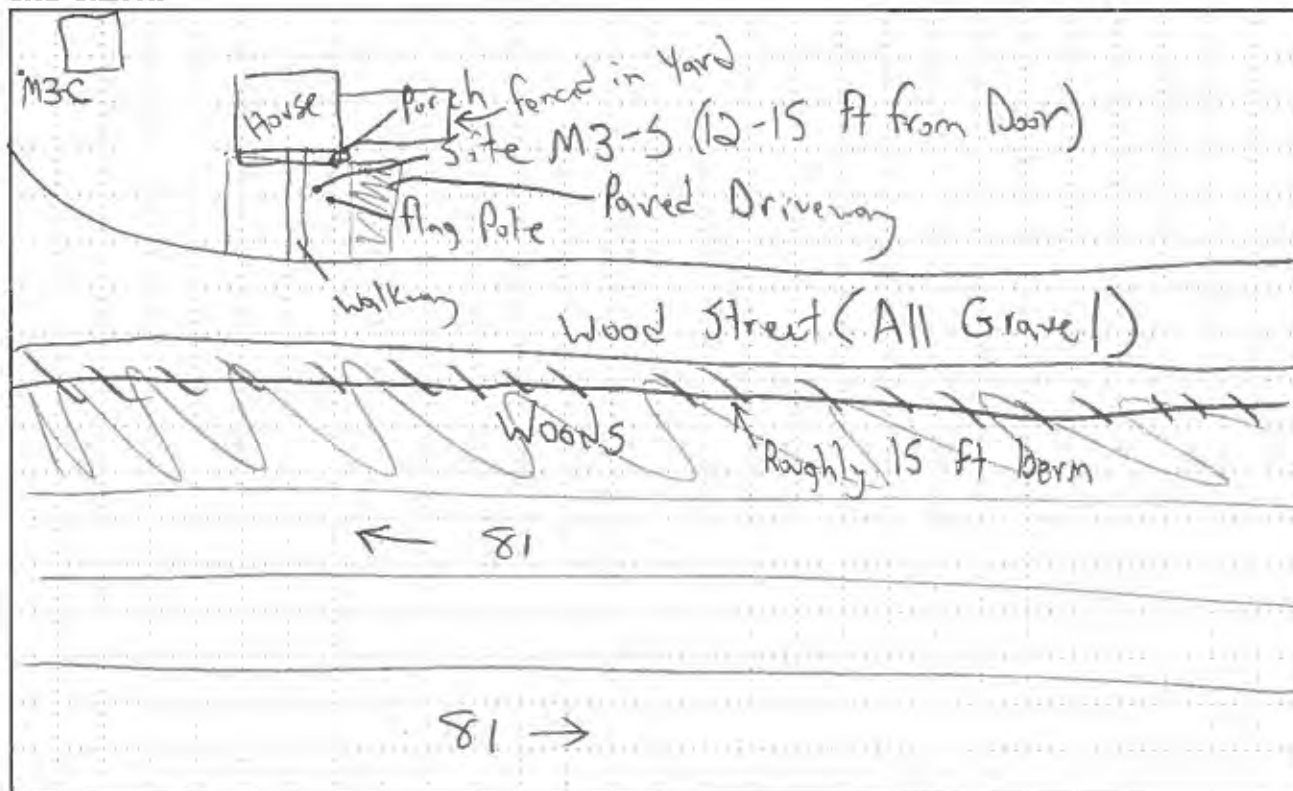 M3-C
House
Porch
fenced in Yard
Site M3-S (12-15 ft from Door)
Paved Driveway
flag Pole
Walkway
Wood Street (All Gravel)
Woods
Roughly 15 ft Berm
← 81
81 →